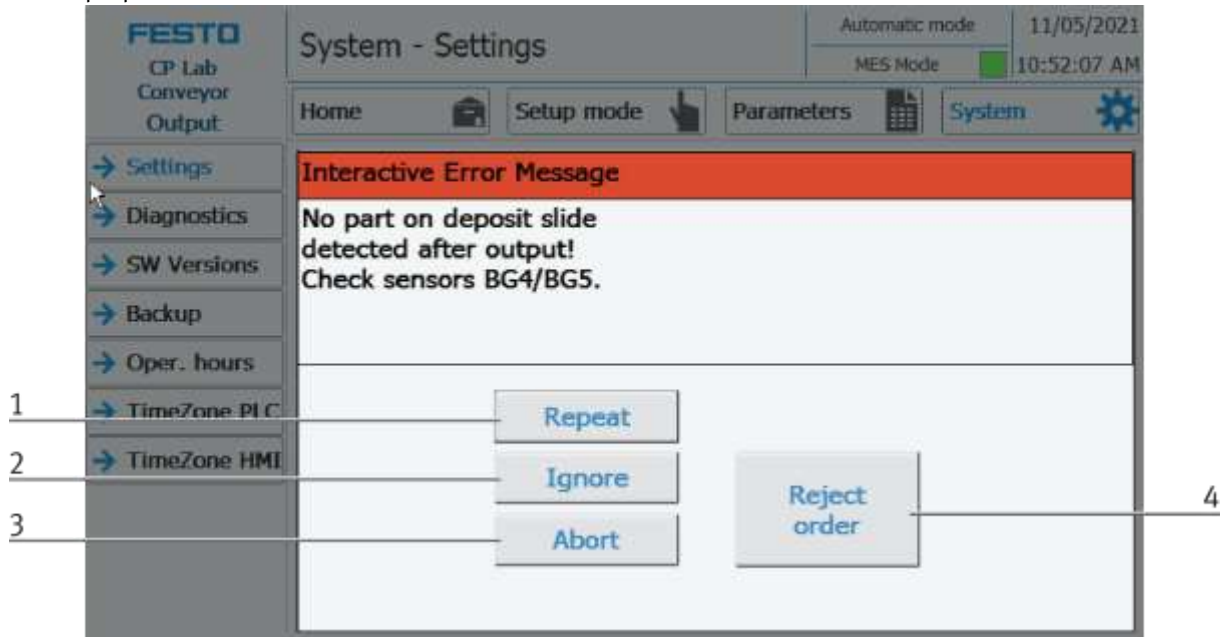 FESTO
CP Lab
Conveyor
Output
System - Settings
Automatic mode
11/05/2021
MES Mode
10:52:07 AM
Home
Setup mode
Parameters
System
Settings
Diagnostics
SW Versions
Backup
Oper. hours
TimeZone PLC
TimeZone HMI
Interactive Error Message
No part on deposit slide
detected after output!
Check sensors BG4/BG5.
1
Repeat
2
Ignore
3
Abort
Reject
order
4